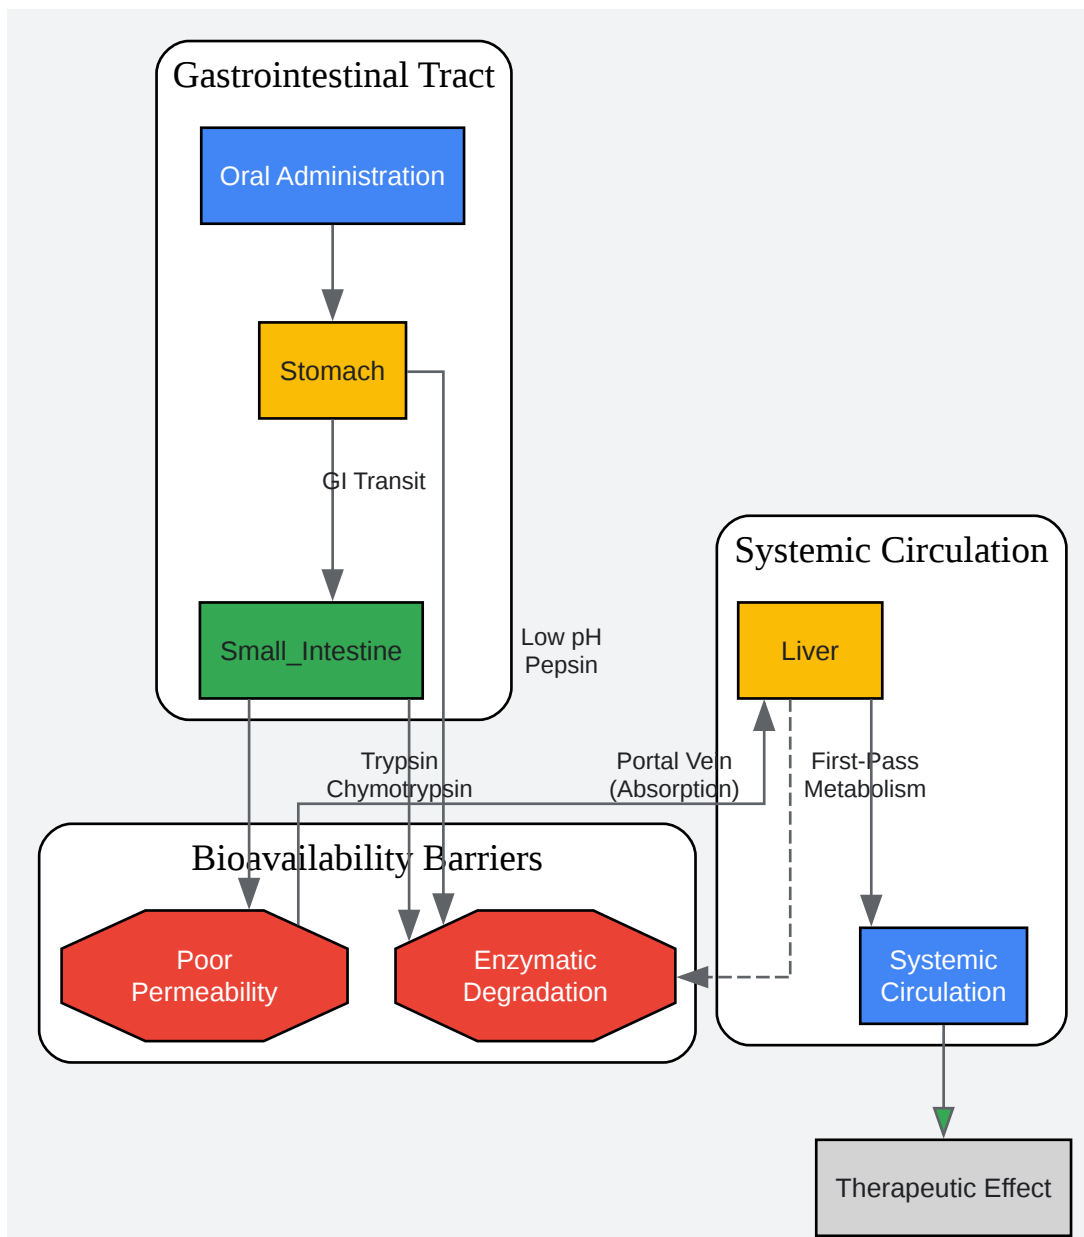 Gastrointestinal Tract
Oral Administration
Stomach
GI Transit
Small_Intestine
Low pH
Pepsin
Systemic Circulation
Liver
Trypsin
Chymotrypsin
Portal Vein
(Absorption)
First-Pass
Metabolism
Bioavailability Barriers
Poor
Permeability
Enzymatic
Degradation
Systemic
Circulation
Therapeutic Effect